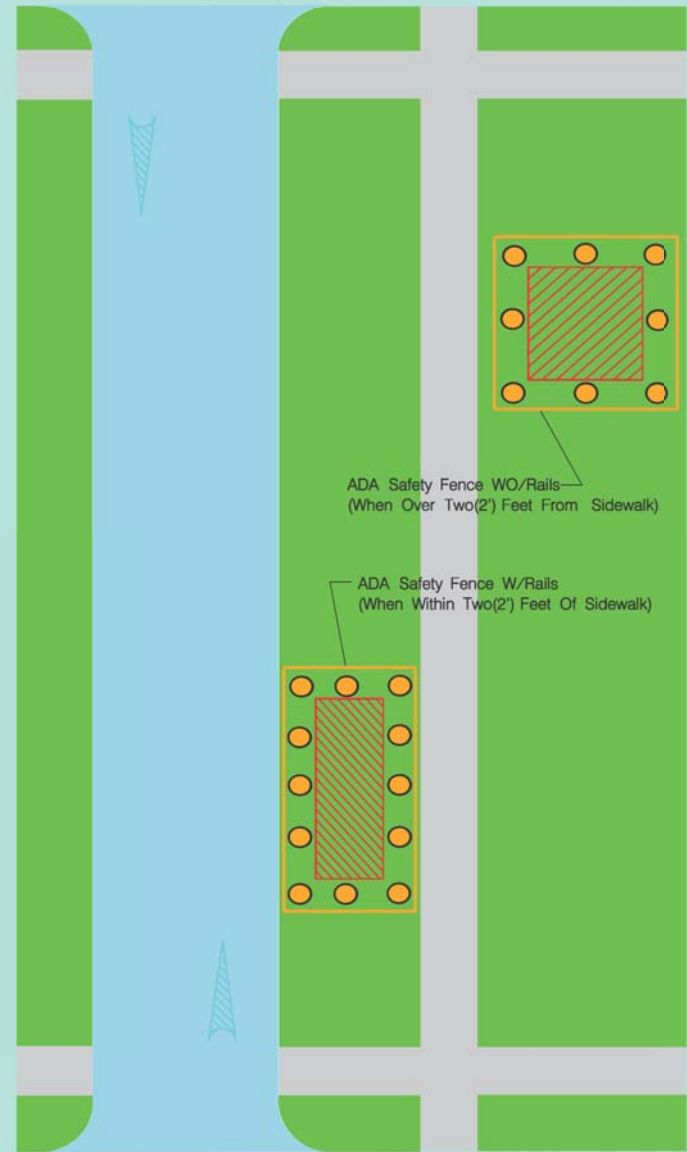 ADA Safety Fence WO/Rails
(When Over Two(2') Feet From Sidewalk)
ADA Safety Fence W/Rails
(When Within Two(2') Feet Of Sidewalk)